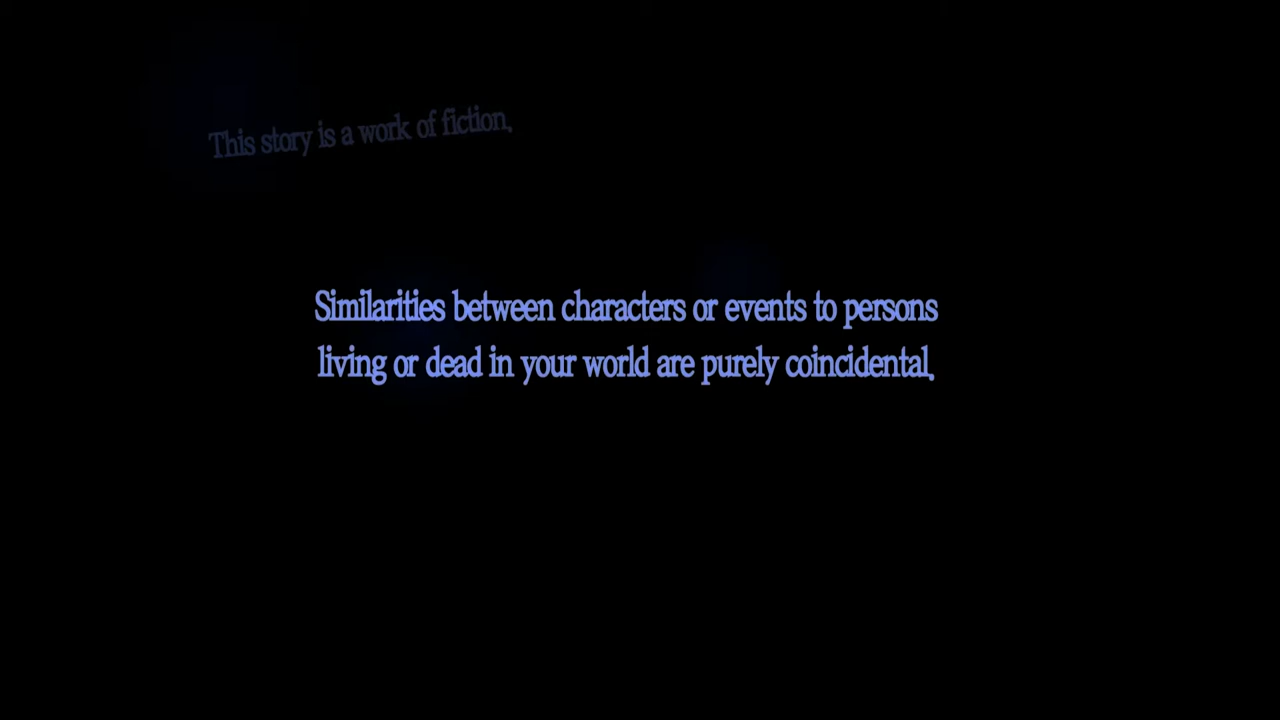 This story is a work of fiction.
Similarities between characters or events to persons
living or dead in your world are purely coincidental.